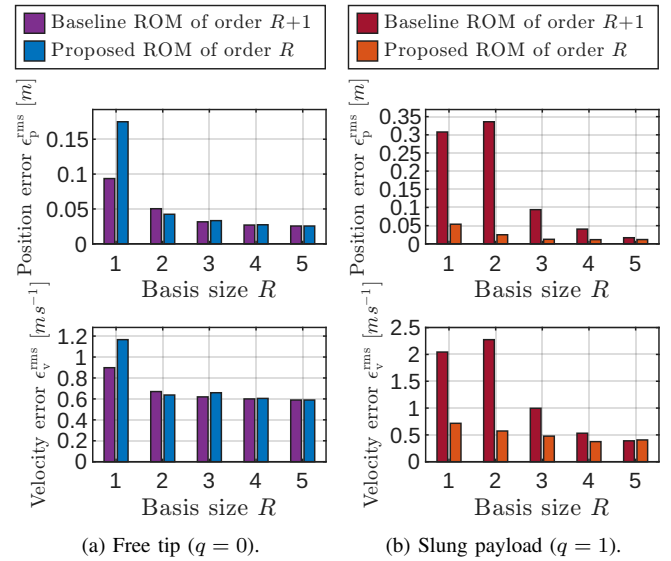 Baseline ROM of order R+1
Proposed ROM of order R
Baseline ROM of order R+1
Proposed ROM of order R
Position error ϵ_p^rms [m]
0.15
0.1
0.05
0
1 2 3 4 5
Basis size R
Position error ϵ_p^rms [m]
0.35
0.30
0.25
0.20
0.15
0.05
0
1 2 3 4 5
Basis size R
Velocity error ϵ_v^rms [ms⁻¹]
1.2
1
0.8
0.6
0.4
0.2
0
1 2 3 4 5
Basis size R
Velocity error ϵ_v^rms [ms⁻¹]
2.5
2
1.5
1
0.5
0
1 2 3 4 5
Basis size R
(a) Free tip (q = 0).
(b) Slung payload (q = 1).